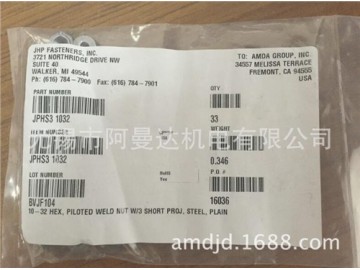 JHP FASTENERS, INC.
3721 NORTHRIDGE DRIVE NW
SUITE 40
WALKER, MI 49544
Ph: (616) 784-7900 Fax: (616) 784-7901
TO: AMDA GROUP, INC.
34557 MELISSA TERRACE
FREMONT, CA 94555
USA
PART NUMBER
QTY
JPHS3 1032
33
无锡市阿曼达机电有限公司
ITEM NUMBER
WEIGHT
JPHS3 1032
0.346
LOT NUMBER
P O #
BVJF104
16036
10-32 HEX, PILOTED WELD NUT W/3 SHORT PROJ, STEEL, PLAIN
amdjd.1688.com